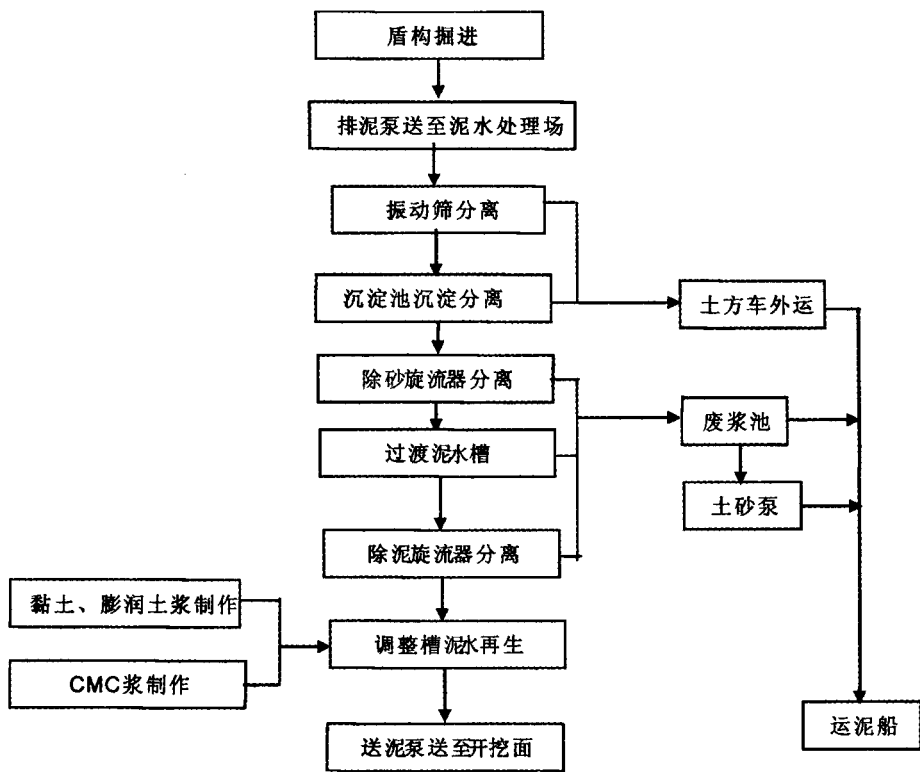 盾构掘进
排泥泵送至泥水处理场
振动筛分离
沉淀池沉淀分离
土方车外运
除砂旋流器分离
废浆池
过渡泥水槽
土砂泵
除泥旋流器分离
黏土、膨润土浆制作
调整槽泥水再生
CMC浆制作
运泥船
送泥泵送至开挖面